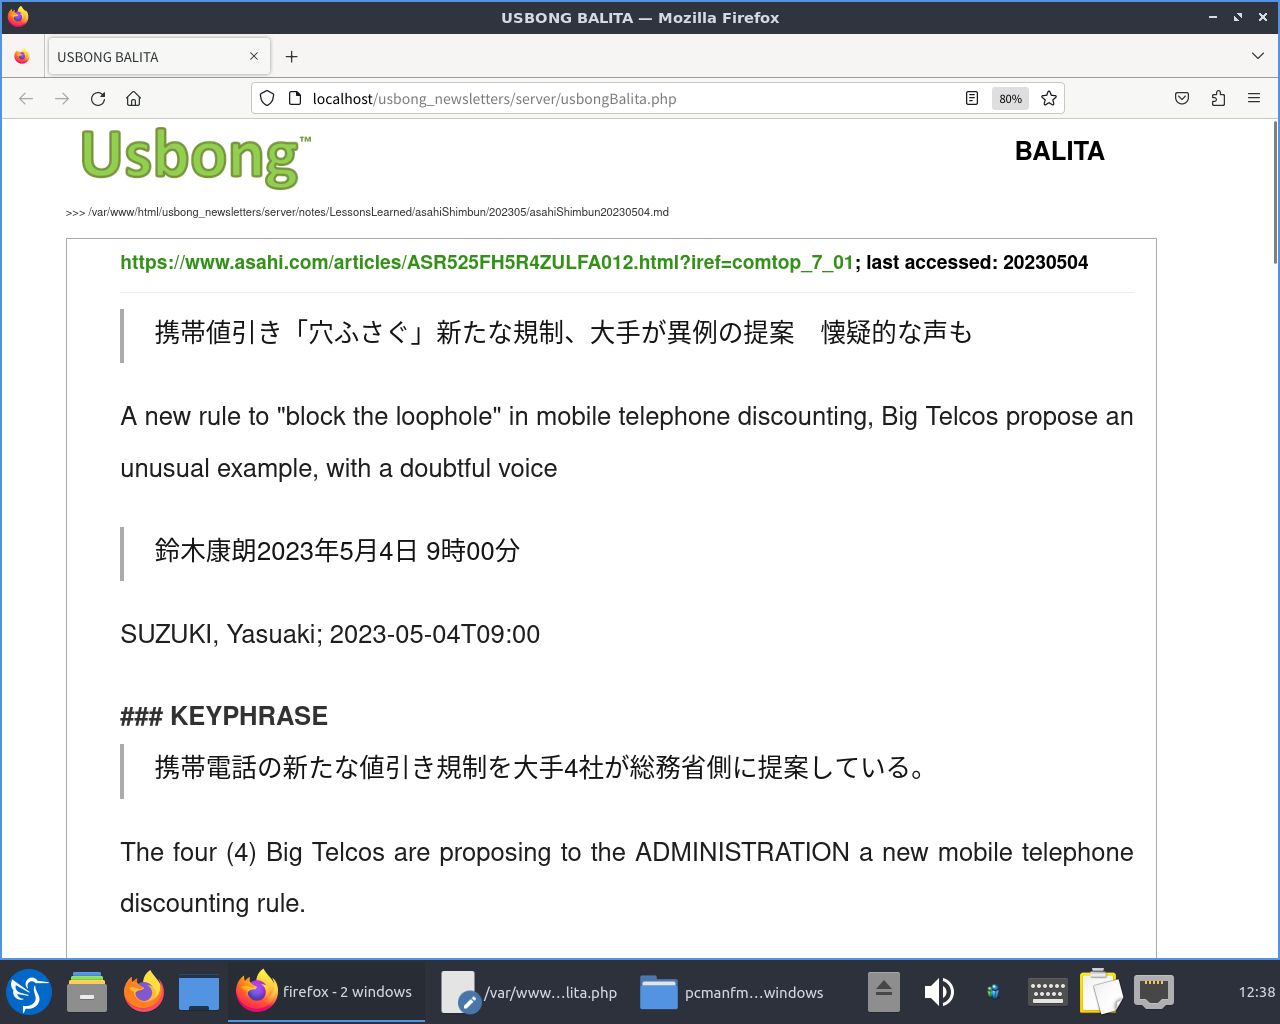 USBONG BALITA — Mozilla Firefox
USBONG BALITA
localhost/usbong_newsletters/server/usbongBalita.php
80%
Usbong™
BALITA
>>> /var/www/html/usbong_newsletters/server/notes/LessonsLearned/asahiShimbun/202305/asahiShimbun20230504.md
https://www.asahi.com/articles/ASR525FH5R4ZULFA012.html?iref=comtop_7_01; last accessed: 20230504
携帯値引き「穴ふさぐ」新たな規制、大手が異例の提案　懐疑的な声も
A new rule to "block the loophole" in mobile telephone discounting, Big Telcos propose an
unusual example, with a doubtful voice
鈴木康朗2023年5月4日 9時00分
SUZUKI, Yasuaki; 2023-05-04T09:00
### KEYPHRASE
携帯電話の新たな値引き規制を大手4社が総務省側に提案している。
The four (4) Big Telcos are proposing to the ADMINISTRATION a new mobile telephone
discounting rule.
firefox - 2 windows
/var/www...lita.php
pcmanfm...windows
12:38